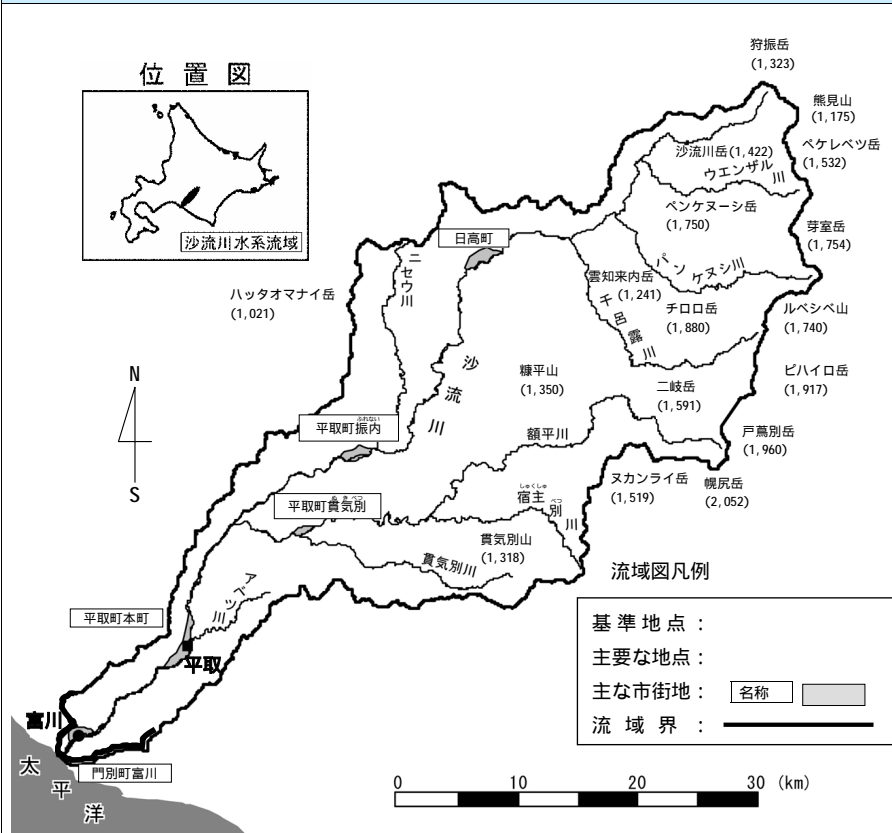 位置図
沙流川水系流域
狩振岳
(1,323)
熊見山
(1,175)
沙流川岳(1,422)
ペケレベツ岳
(1,532)
ウエンザル川
ペンケヌーシ岳
(1,750)
芽室岳
(1,754)
日高町
ニセウ川
パンケヌシ川
雲知来内岳
(1,241)
ハッタオマナイ岳
(1,021)
千呂露川
チロロ岳
(1,880)
ルベシベ山
(1,740)
沙流川
糠平山
(1,350)
ピハイロ岳
(1,917)
二岐岳
(1,591)
N
S
ふれない
平取町振内
額平川
戸蔦別岳
(1,960)
ヌカンライ岳
(1,519)
幌尻岳
(2,052)
しゅくしゅべつ
宿主別川
ぬきべつ
平取町貫気別
貫気別山
(1,318)
貫気別川
流域図凡例
アベツ川
平取町本町
平取
基準地点:
主要な地点:
主な市街地: 名称
流域界:
富川
門別町富川
太平洋
0 10 20 30 (km)